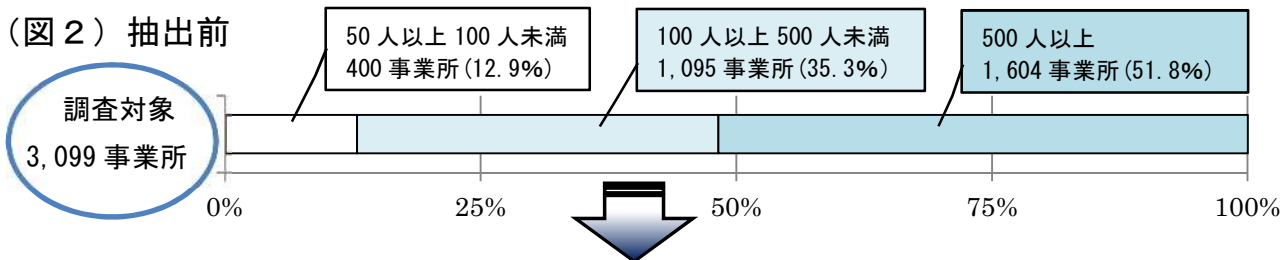 (図２) 抽出前
50 人以上 100 人未満
400 事業所(12.9%)
100 人以上 500 人未満
1,095 事業所(35.3%)
500 人以上
1,604 事業所(51.8%)
調査対象
3,099 事業所
0%
25%
50%
75%
100%